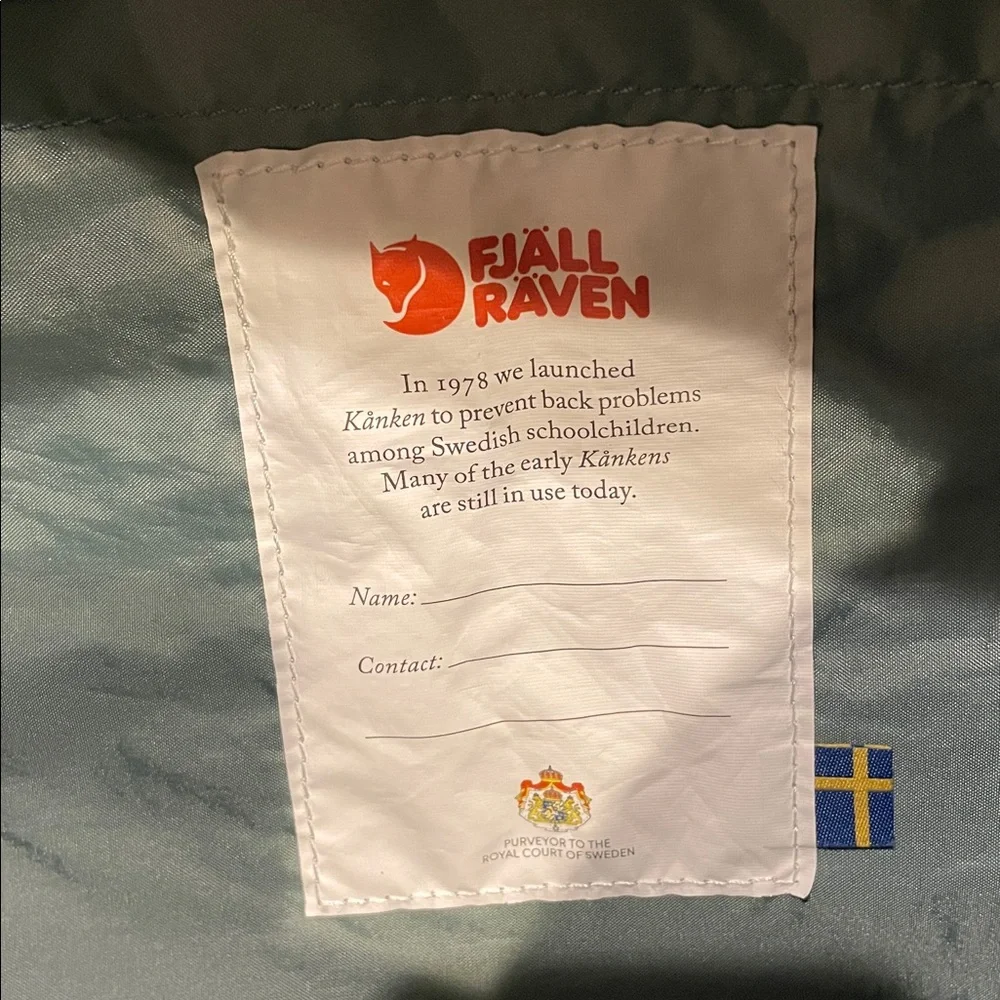 FJÄLL
RÄVEN
In 1978 we launched
Kånken to prevent back problems
among Swedish schoolchildren.
Many of the early Kånkens
are still in use today.
Name:
Contact:
PURVEYOR TO THE
ROYAL COURT OF SWEDEN